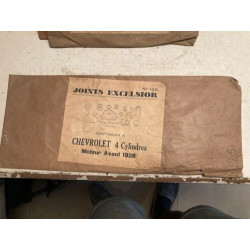 JOINTS EXCELSIOR
CHEVROLET 4 Cylindres
Moteur Avant 1928